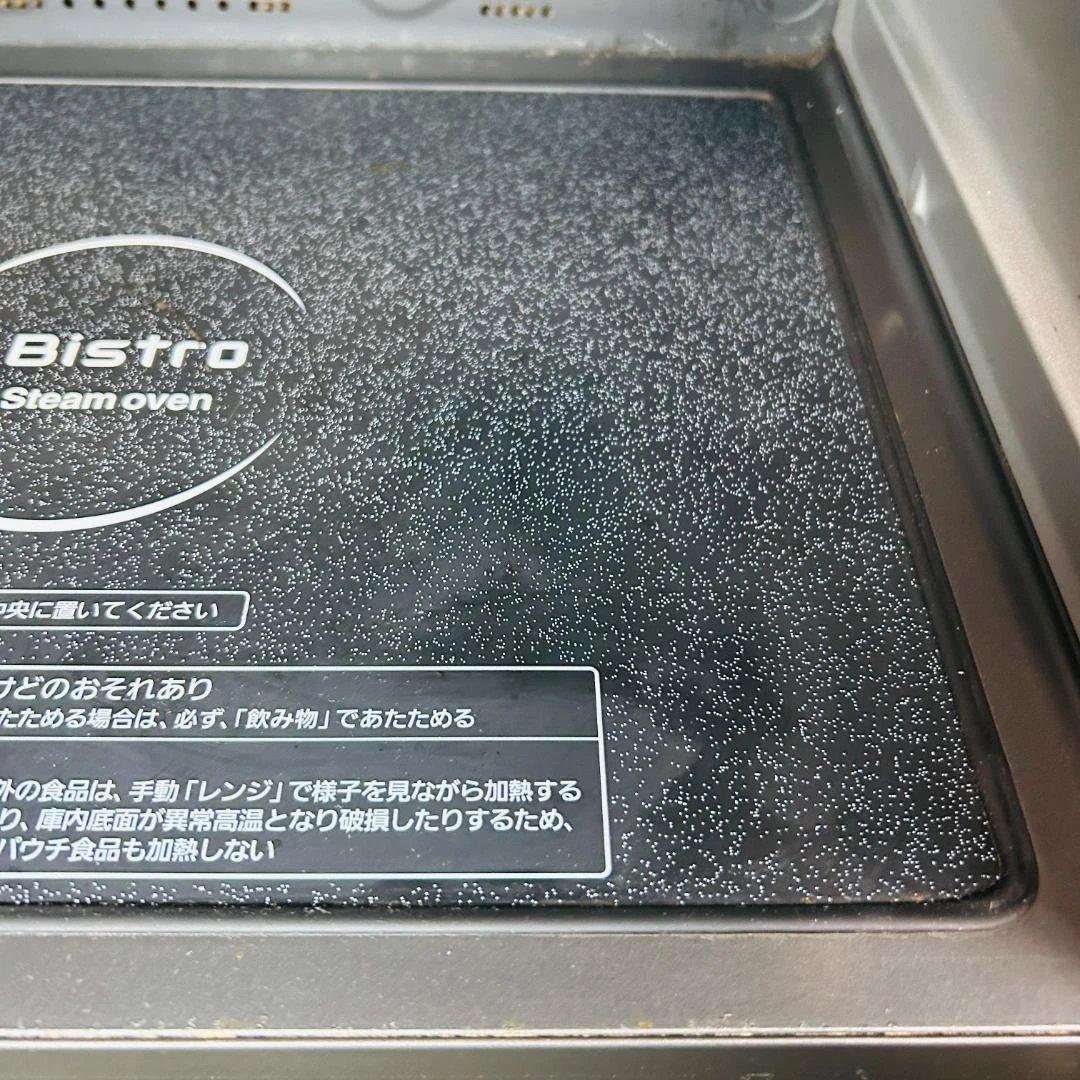 Bistro
Steam oven
中央に置いてください
けどのおそれあり
たためる場合は、必ず、「飲み物」であたためる
外の食品は、手動「レンジ」で様子を見ながら加熱する
り、庫内底面が異常高温となり破損したりするため、
パウチ食品も加熱しない